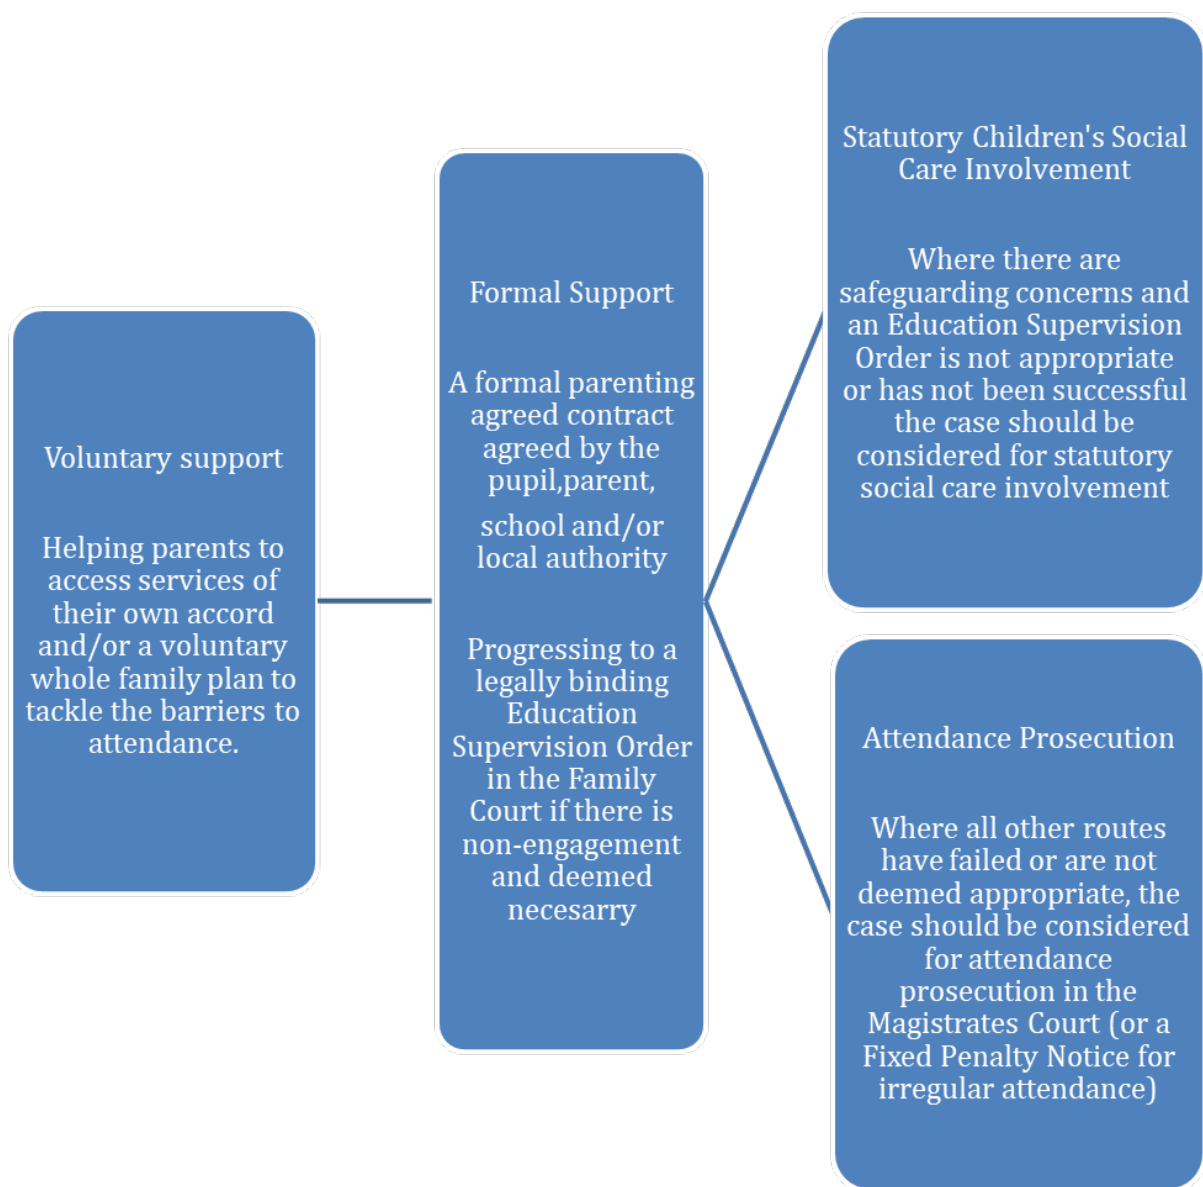 Voluntary support
Helping parents to
access services of
their own accord
and/or a voluntary
whole family plan to
tackle the barriers to
attendance.
Formal Support
A formal parenting
agreed contract
agreed by the
pupil,parent,
school and/or
local authority
Progressing to a
legally binding
Education
Supervision Order
in the Family
Court if there is
non-engagement
and deemed
necesarry
Statutory Children's Social
Care Involvement
Where there are
safeguarding concerns and
an Education Supervision
Order is not appropriate
or has not been successful
the case should be
considered for statutory
social care involvement
Attendance Prosecution
Where all other routes
have failed or are not
deemed appropriate, the
case should be considered
for attendance
prosecution in the
Magistrates Court (or a
Fixed Penalty Notice for
irregular attendance)